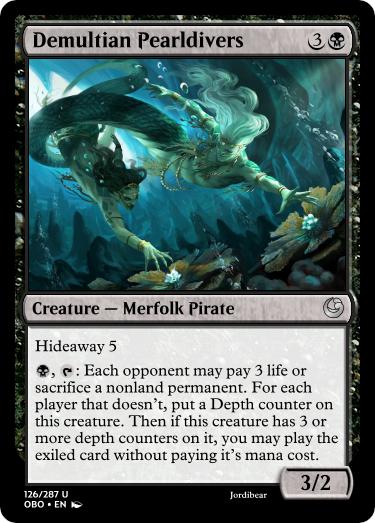 Demultian Pearldivers 3
Creature — Merfolk Pirate
Hideaway 5
, : Each opponent may pay 3 life or
sacrifice a nonland permanent. For each
player that doesn't, put a Depth counter on
this creature. Then if this creature has 3 or
more depth counters on it, you may play the
exiled card without paying it's mana cost.
3/2
126/287 U
OBO • EN Jordibear